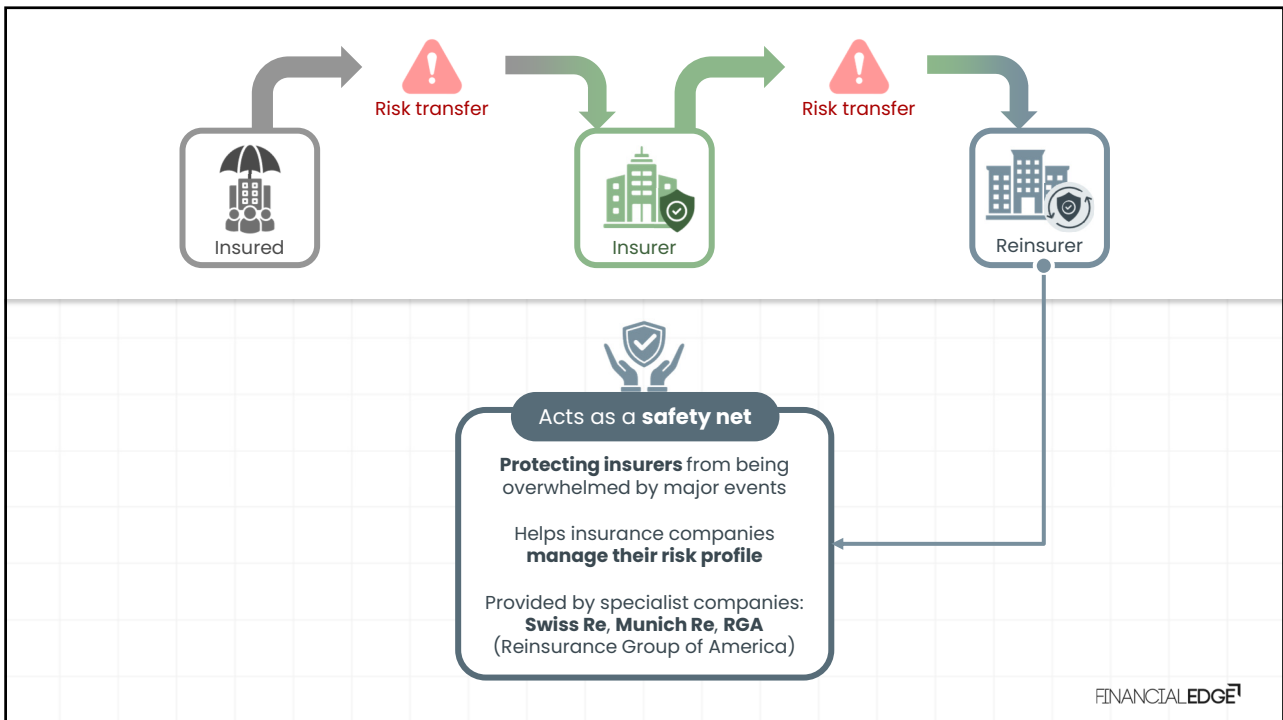 Risk transfer
Risk transfer
Insured
Insurer
Reinsurer
Acts as a safety net
Protecting insurers from being
overwhelmed by major events
Helps insurance companies
manage their risk profile
Provided by specialist companies:
Swiss Re, Munich Re, RGA
(Reinsurance Group of America)
FINANCIALEDGE